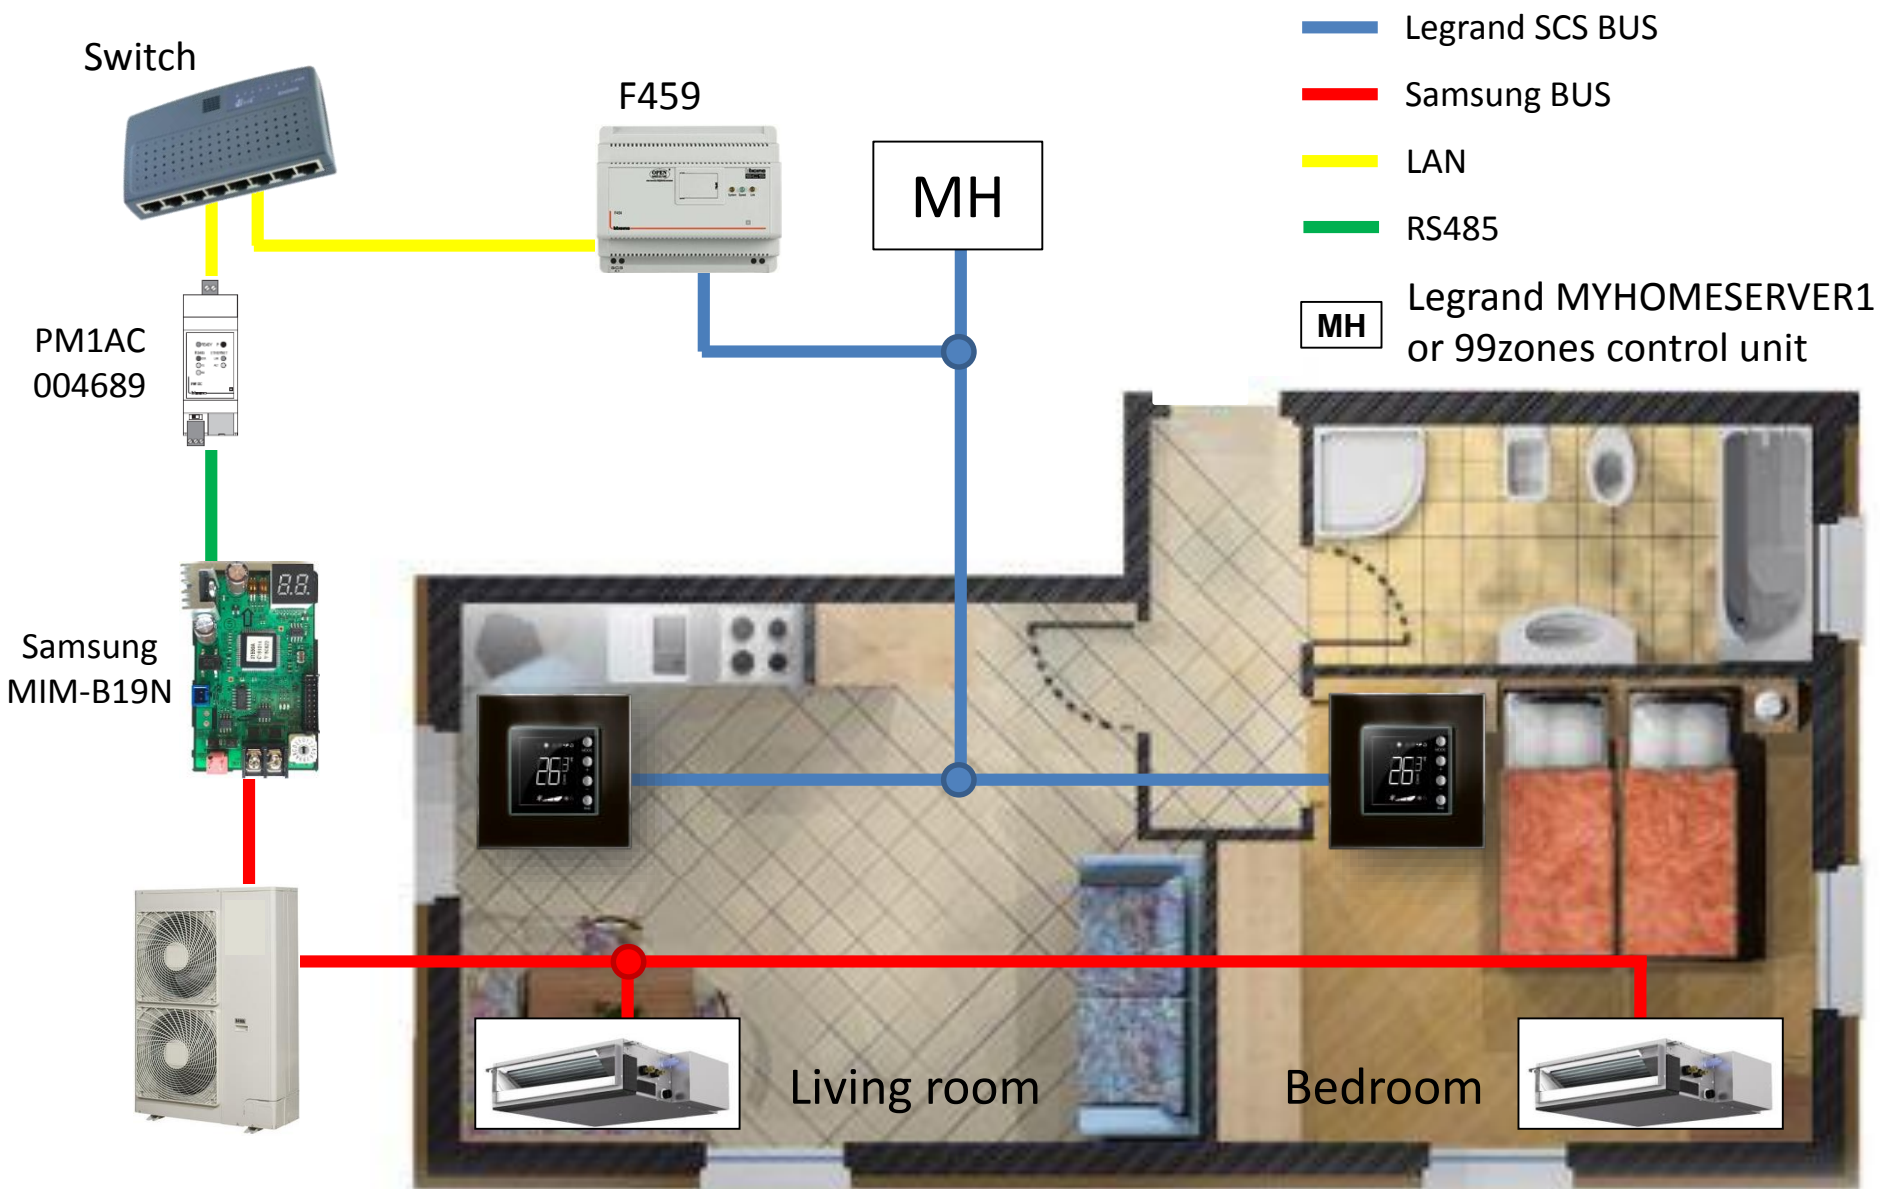 Switch
F459
MH
Legrand SCS BUS
Samsung BUS
LAN
RS485
MH
Legrand MYHOMESERVER1
or 99zones control unit
PM1AC
004689
Samsung
MIM-B19N
Living room
Bedroom